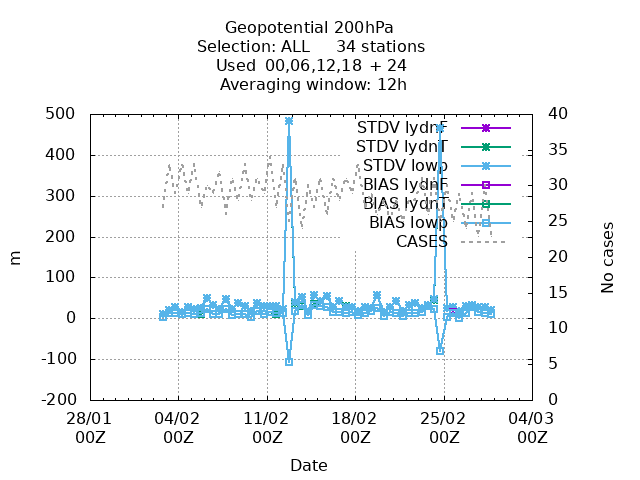 Geopotential 200hPa
Selection: ALL 34 stations
Used 00,06,12,18 + 24
Averaging window: 12h
500
400
300
200
100
0
-100
-200
m
40
35
30
25
20
15
10
5
0
No cases
STDV lydnF
STDV lydnT
STDV lowp
BIAS lydnF
BIAS lydnT
BIAS lowp
CASES
28/01 04/02 11/02 18/02 25/02 04/03
00Z 00Z 00Z 00Z 00Z 00Z
Date